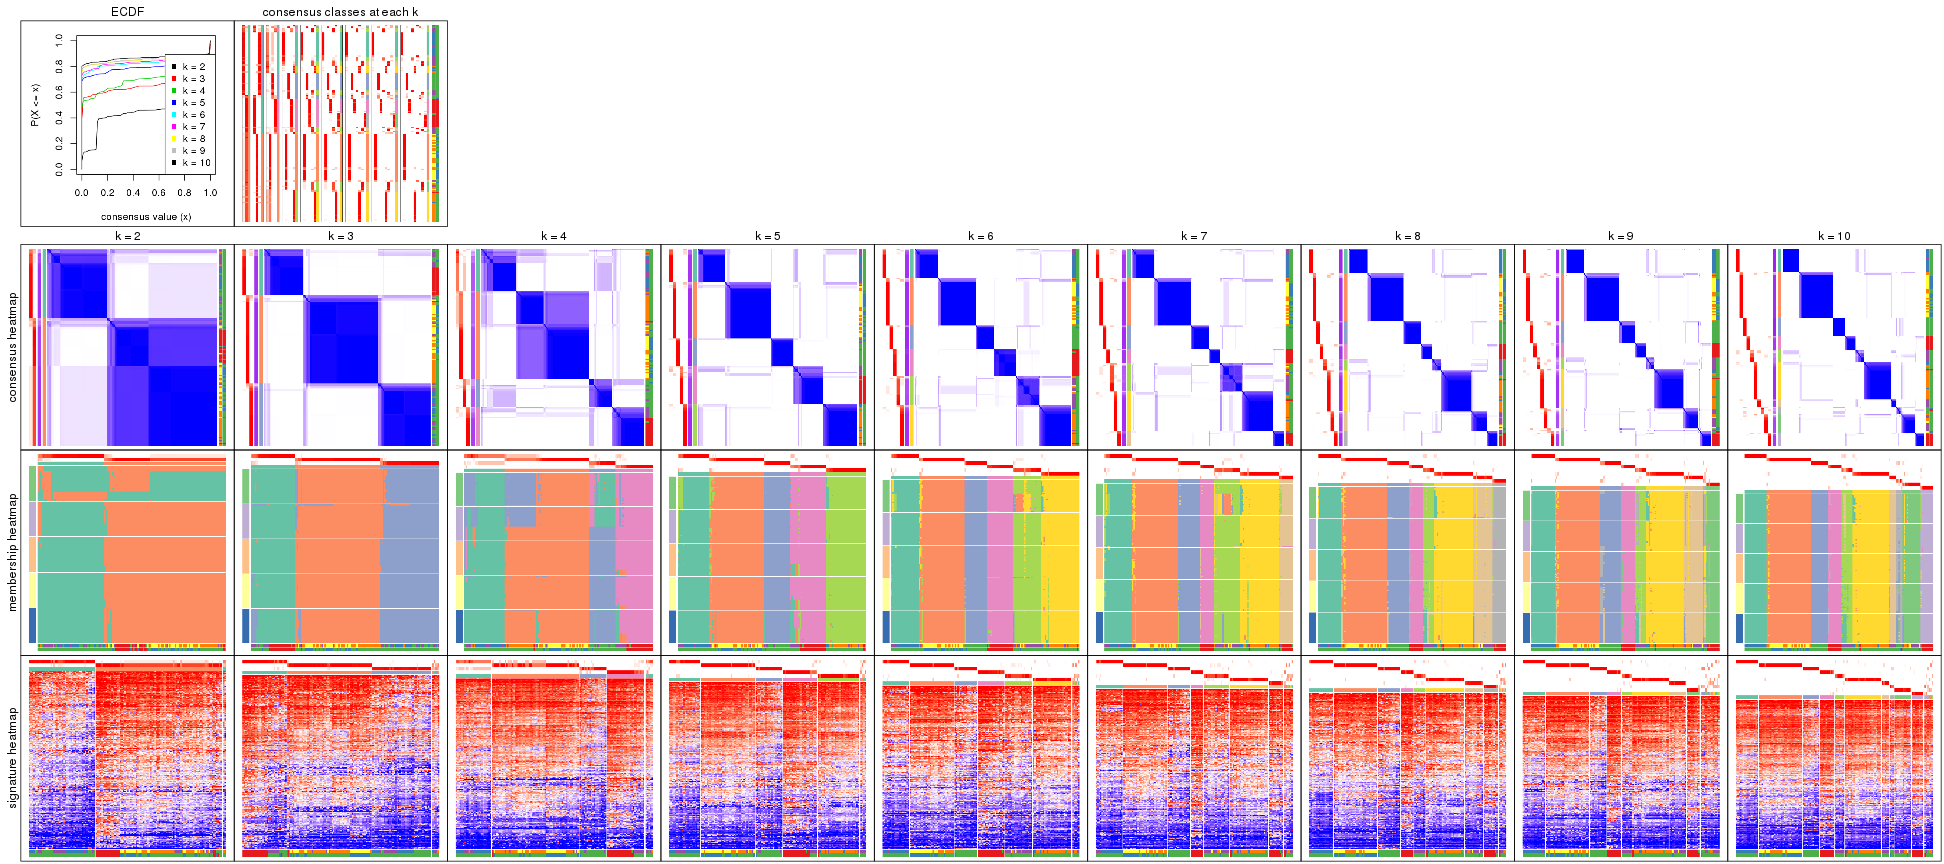 ECDF
consensus classes at each k
P(X <= x)
0.0
0.2
0.4
0.6
0.8
1.0
k = 2
k = 3
k = 4
k = 5
k = 6
k = 7
k = 8
k = 9
k = 10
0.0 0.2 0.4 0.6 0.8 1.0
consensus value (x)
k = 2 k = 3 k = 4 k = 5 k = 6 k = 7 k = 8 k = 9 k = 10
consensus heatmap
membership heatmap
signature heatmap